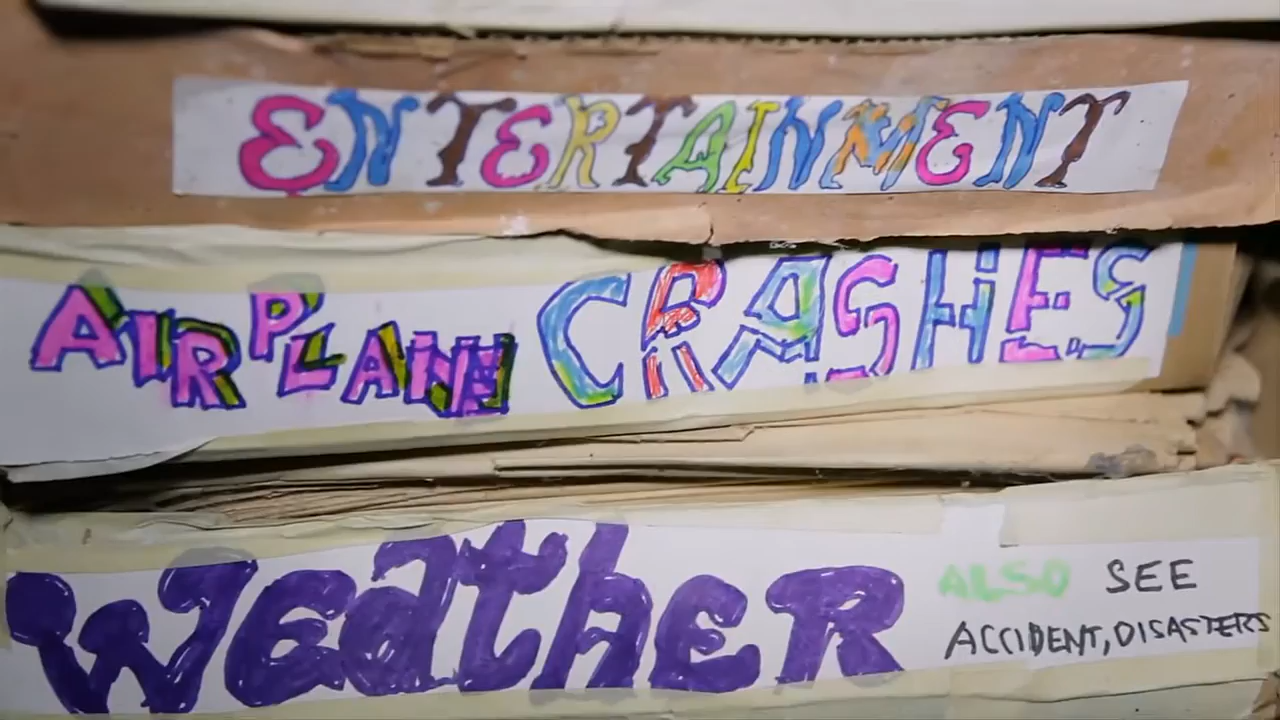 ENTERTAINMENT
AIRPLANE CRASHES
WeatheR
ALSO SEE
ACCIDENT, DISASTERS